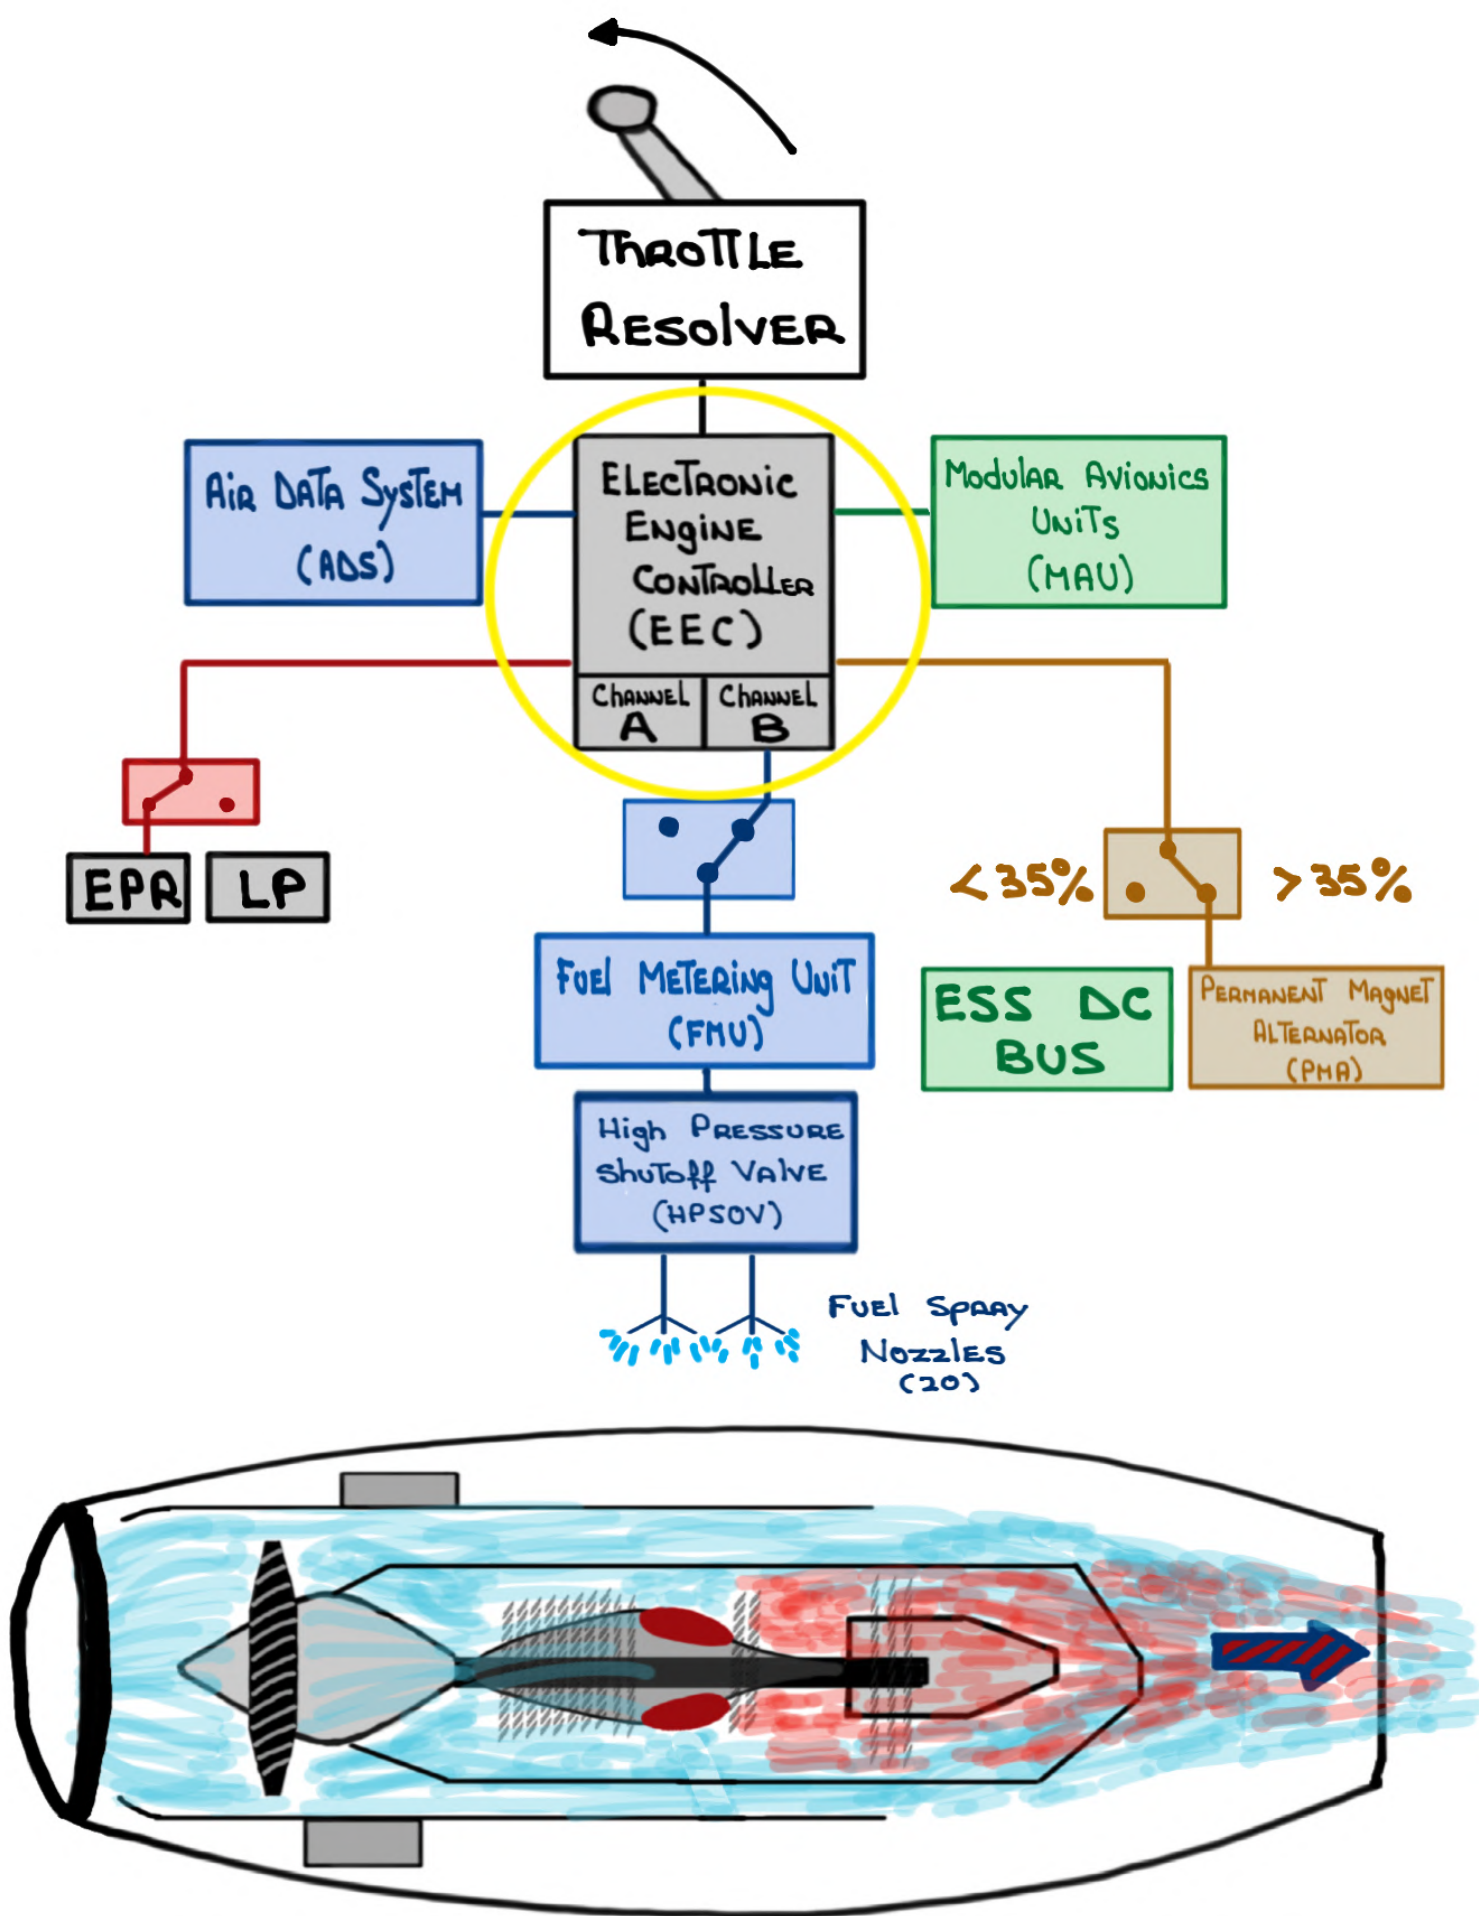 Throttle
Resolver
Air Data System
(ADS)
Electronic
Engine
Controller
(EEC)
Channel
A
Channel
B
Modular Avionics
Units
(MAU)
EPR
LP
<35%
>35%
Fuel Metering Unit
(FMU)
ESS DC
BUS
Permanent Magnet
Alternator
(PMA)
High Pressure
Shutoff Valve
(HPSOV)
Fuel Spray
Nozzles
(20)